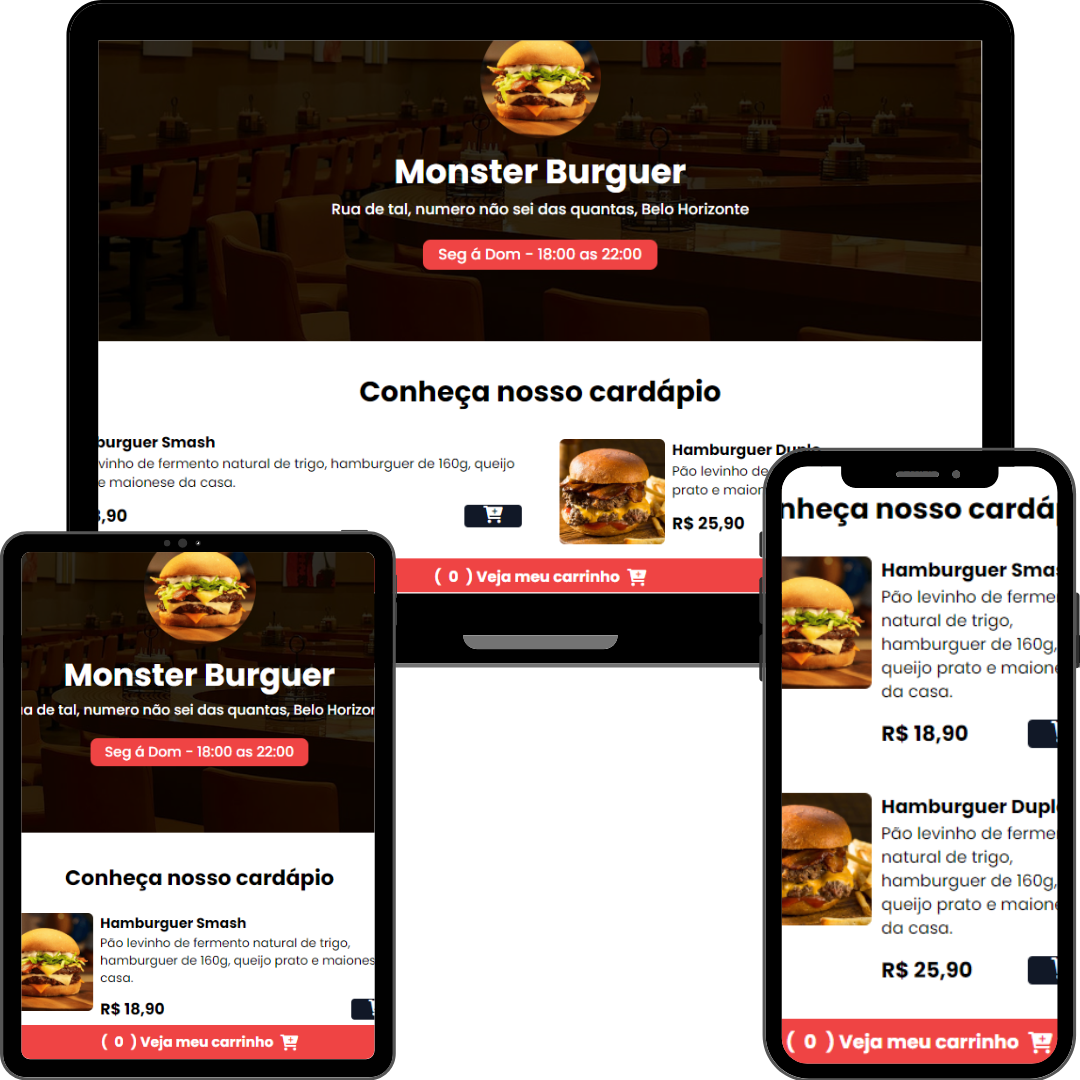 Monster Burguer
Rua de tal, numero não sei das quantas, Belo Horizonte
Seg á Dom - 18:00 as 22:00
Conheça nosso cardápio
burguer Smash
vinho de fermento natural de trigo, hamburguer de 160g, queijo
e maionese da casa.
,90
Hamburguer Duplo
Pão levinho de
prato e maion
R$ 25,90
( 0 ) Veja meu carrinho
Monster Burguer
a de tal, numero não sei das quantas, Belo Horizon
Seg á Dom - 18:00 as 22:00
Conheça nosso cardápio
Hamburguer Smash
Pão levinho de fermento natural de trigo,
hamburguer de 160g, queijo prato e maiones
casa.
R$ 18,90
( 0 ) Veja meu carrinho
nheça nosso cardáp
Hamburguer Smas
Pão levinho de ferme
natural de trigo,
hamburguer de 160g,
queijo prato e maione
da casa.
R$ 18,90
Hamburguer Dupl
Pão levinho de ferme
natural de trigo,
hamburguer de 160g,
queijo prato e maione
da casa.
R$ 25,90
( 0 ) Veja meu carrinho